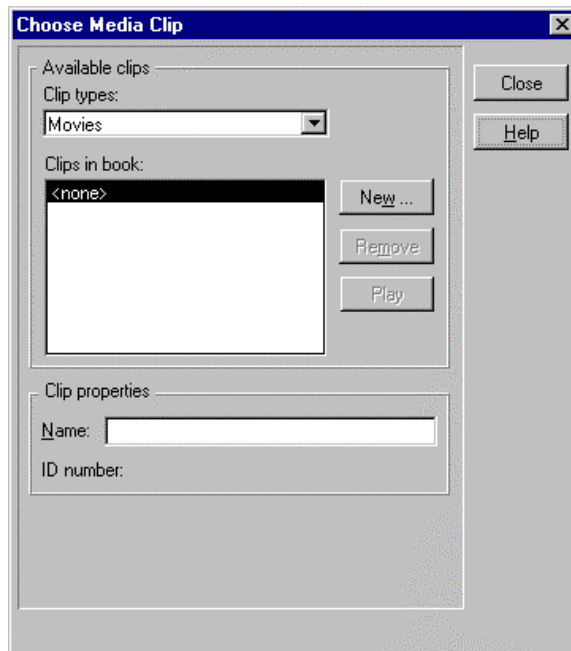 Choose Media Clip
Available clips
Clip types:
Movies
Clips in book:
<none>
New ...
Remove
Play
Close
Help
Clip properties
Name:
ID number: